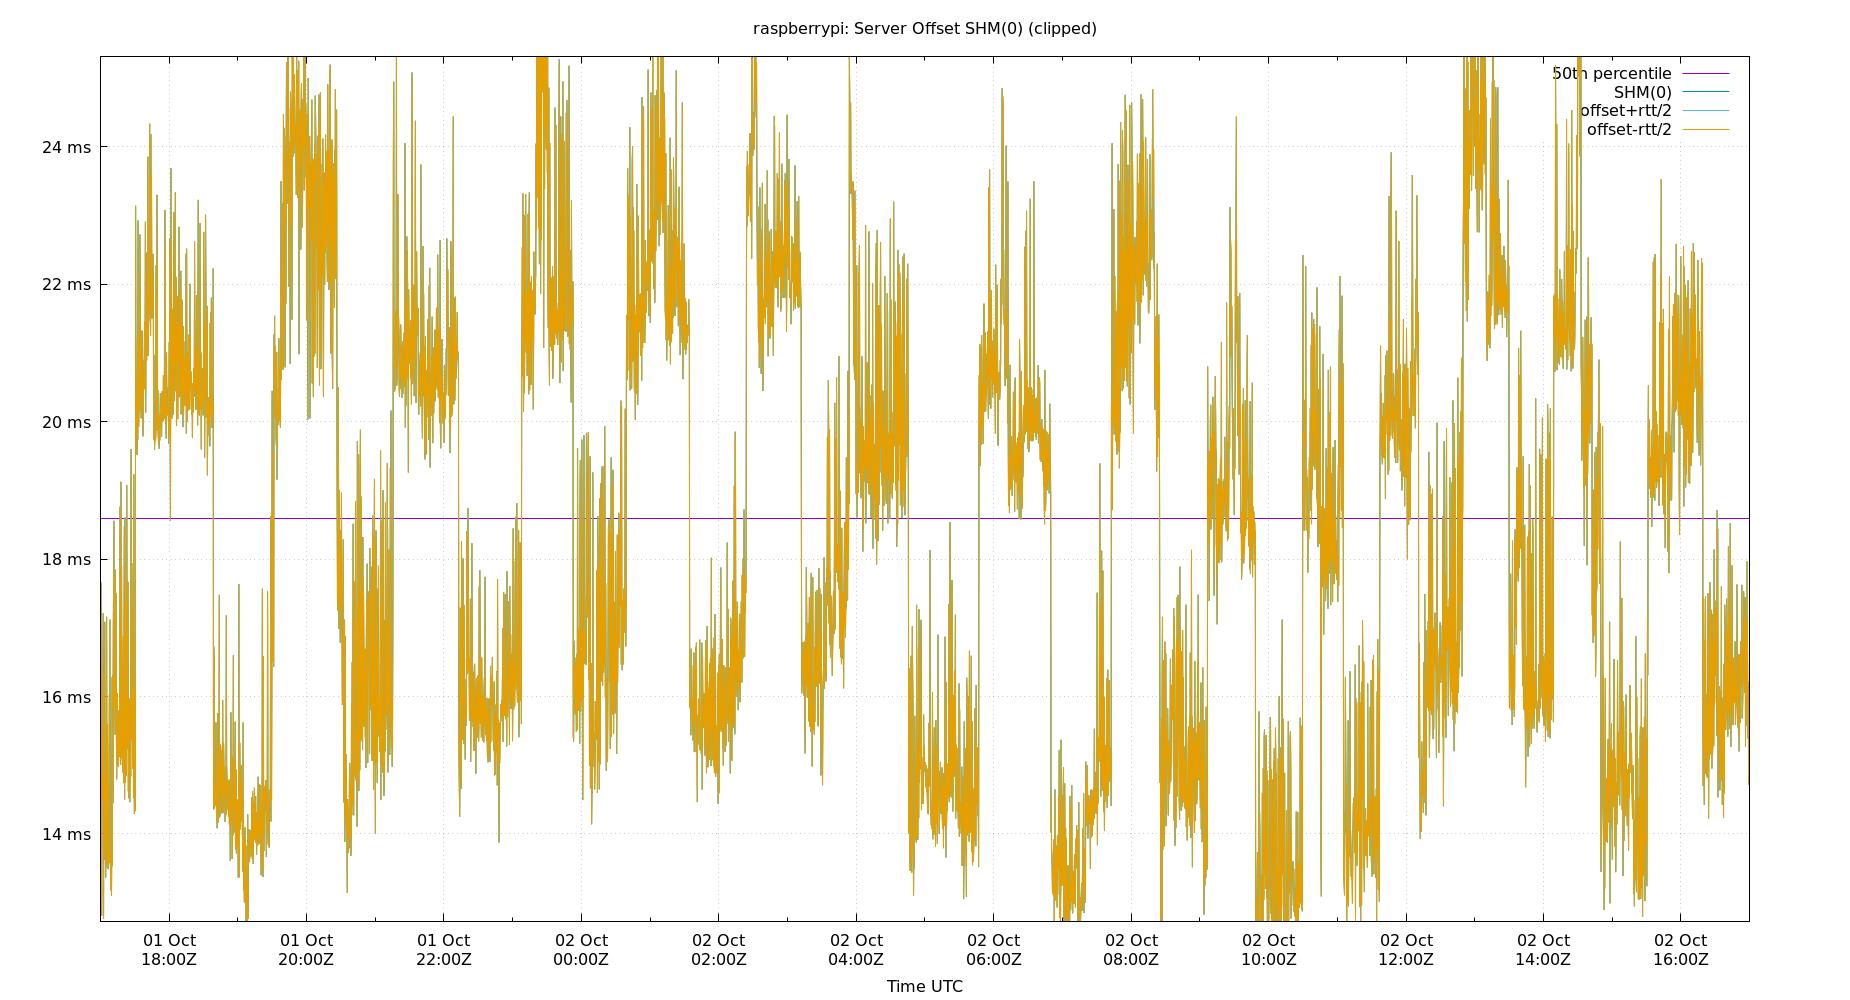 raspberrypi: Server Offset SHM(0) (clipped)
50th percentile
SHM(0)
offset+rtt/2
offset-rtt/2
24 ms
22 ms
20 ms
18 ms
16 ms
14 ms
01 Oct 01 Oct 01 Oct 02 Oct 02 Oct 02 Oct 02 Oct 02 Oct 02 Oct 02 Oct 02 Oct 02 Oct
18:00Z 20:00Z 22:00Z 00:00Z 02:00Z 04:00Z 06:00Z 08:00Z 10:00Z 12:00Z 14:00Z 16:00Z
Time UTC